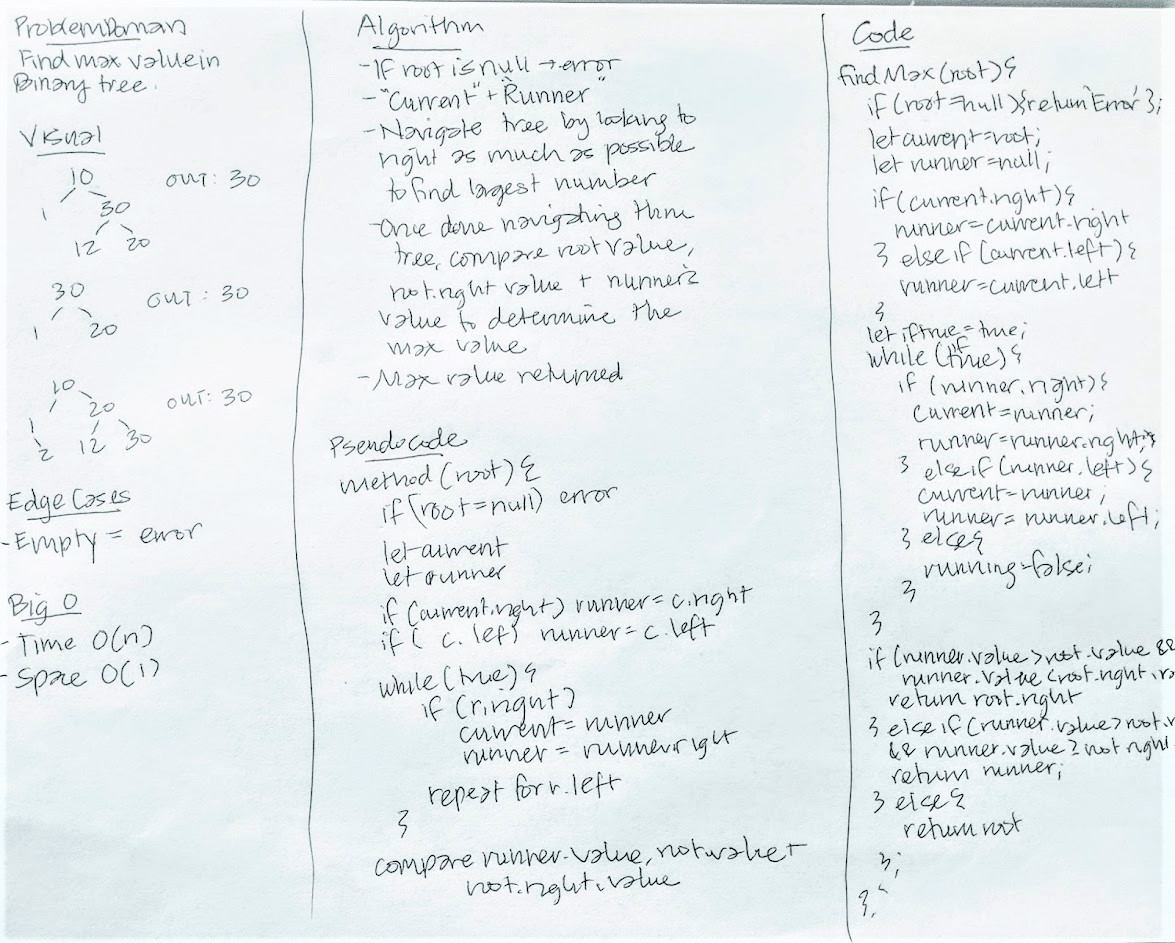 Problem Domain
Find max value in
Binary tree.
Visual
10
OUT: 30
1 30
12 20
30
OUT: 30
1 20
10
OUT: 30
1 20
2 12 30
Edge Cases
- Empty = error
Big O
- Time O(n)
- Space O(1)
Algorithm
- If root is null → error
- "Current" + "Runner"
- Navigate tree by looking to
right as much as possible
to find largest number
- Once done navigating thru
tree, compare root value,
root.right value + runner's
value to determine the
max value
- Max value returned
Pseudocode
method (root) {
if (root = null) error
let current
let runner
if (current.right) runner = c.right
if ( c. lef) runner = c.left
while (true) {
if (r.right)
current = runner
runner = runner.right
repeat for r.left
}
compare runner.value, root value +
root.right.value
Code
find Max (root) {
if (root = null) {return 'Error' };
let current = root;
let runner = null;
if (current.right) {
runner = current.right
} else if (current.left) {
runner = current.left
}
let iftrue = true;
while (iftrue) {
if (runner.right) {
current = runner;
runner = runner.right;
} else if (runner.left) {
current = runner;
runner = runner.left;
} else {
running = false;
}
}
if (runner.value > root.value &&
runner.value < root.right.va
return root.right
} else if (runner.value > root.v
&& runner.value ≥ root.right
return runner;
} else {
return root
};
};